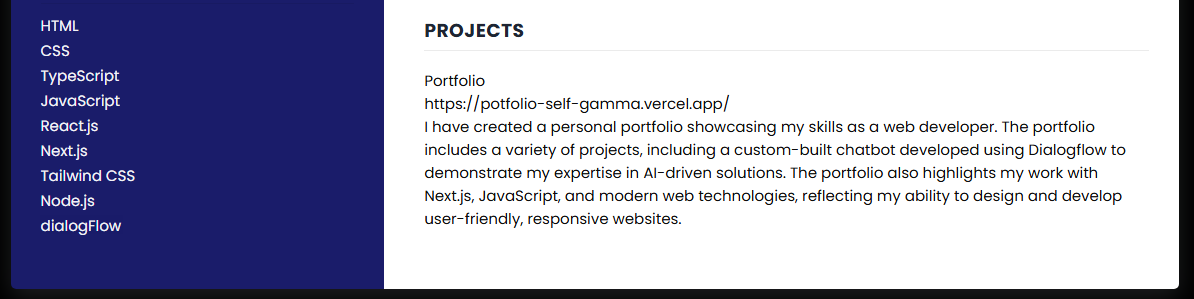 HTML
CSS
TypeScript
JavaScript
React.js
Next.js
Tailwind CSS
Node.js
dialogFlow
PROJECTS
Portfolio
https://potfolio-self-gamma.vercel.app/
I have created a personal portfolio showcasing my skills as a web developer. The portfolio
includes a variety of projects, including a custom-built chatbot developed using Dialogflow to
demonstrate my expertise in AI-driven solutions. The portfolio also highlights my work with
Next.js, JavaScript, and modern web technologies, reflecting my ability to design and develop
user-friendly, responsive websites.